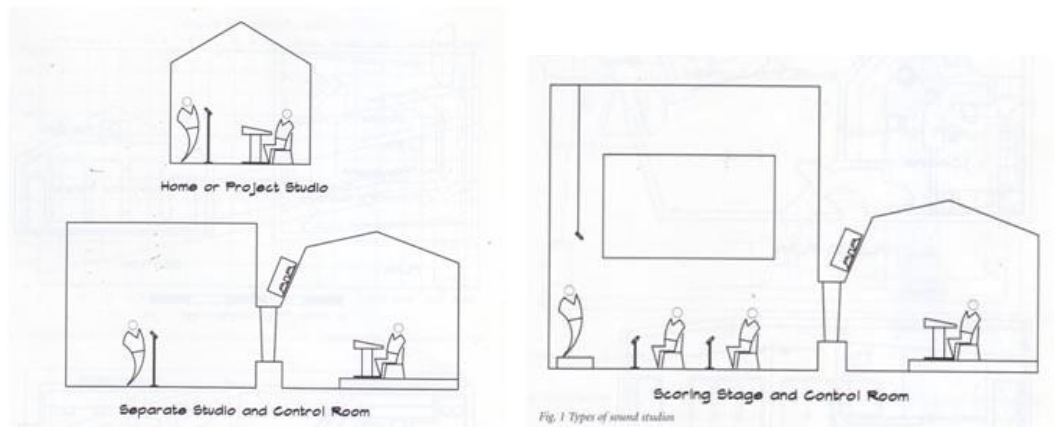 Home or Project Studio
Separate Studio and Control Room
Scoring Stage and Control Room
Fig. 1 Types of sound studios